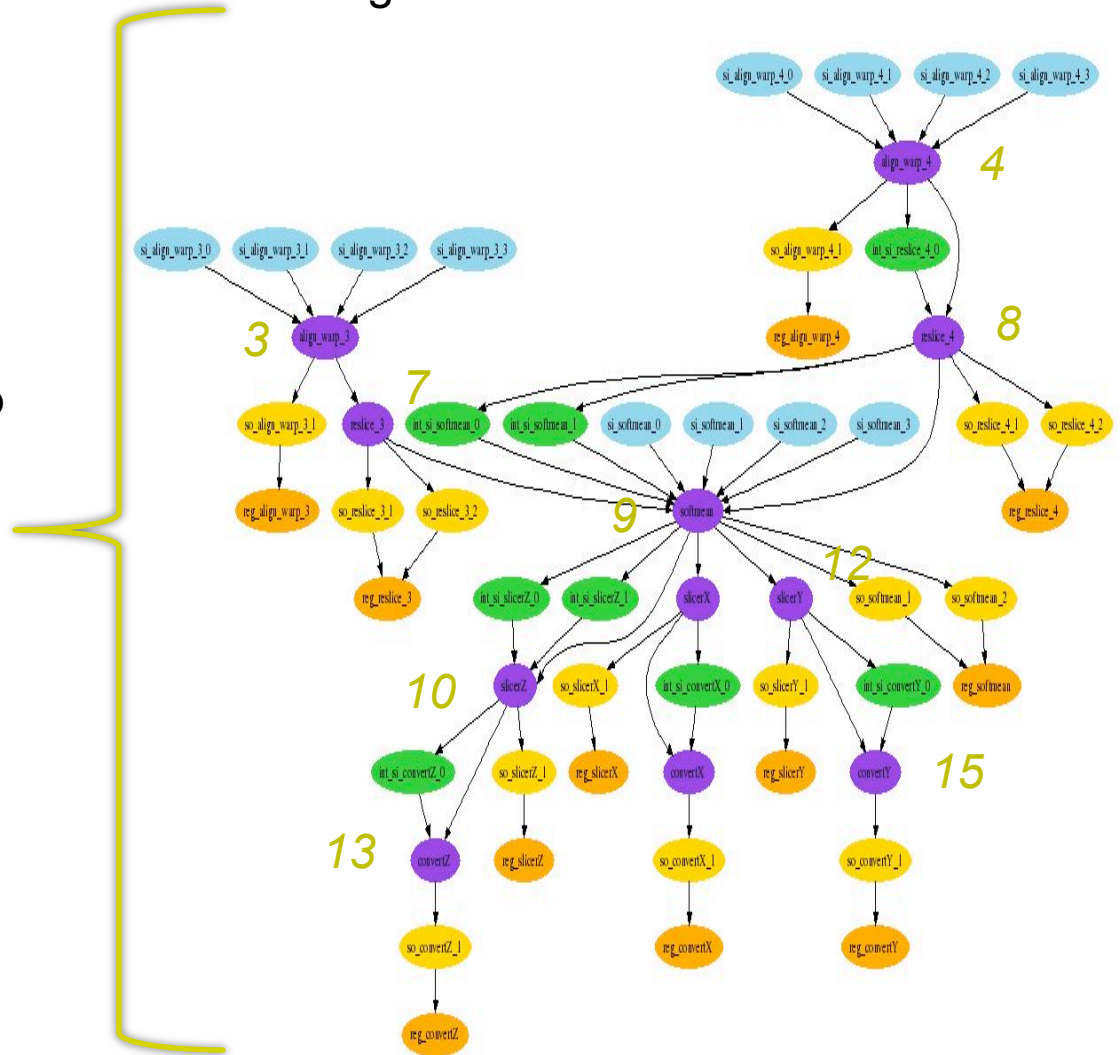 g
si_align_warp_4_0 si_align_warp_4_1 si_align_warp_4_2 si_align_warp_4_3
align_warp_4 4
si_align_warp_3_0 si_align_warp_3_1 si_align_warp_3_2 si_align_warp_3_3 so_align_warp_4_1 int_si_reslice_4_0
3 align_warp_3 reg_align_warp_4 reslice_4 8
7
so_align_warp_3_1 reslice_3 int_si_softmean_0 int_si_softmean_1 si_softmean_0 si_softmean_1 si_softmean_2 si_softmean_3 so_reslice_4_1 so_reslice_4_2
reg_align_warp_3 so_reslice_3_1 so_reslice_3_2 9 softmean reg_reslice_4
12
reg_reslice_3 int_si_slicerZ_0 int_si_slicerZ_1 slicerX slicerY so_softmean_1 so_softmean_2
10 slicerZ so_slicerX_1 int_si_convertX_0 so_slicerY_1 int_si_convertY_0 reg_softmean
int_si_convertZ_0 so_slicerZ_1 reg_slicerX convertX reg_slicerY convertY 15
13 convertZ reg_slicerZ so_convertX_1 so_convertY_1
so_convertZ_1 reg_convertX reg_convertY
reg_convertZ